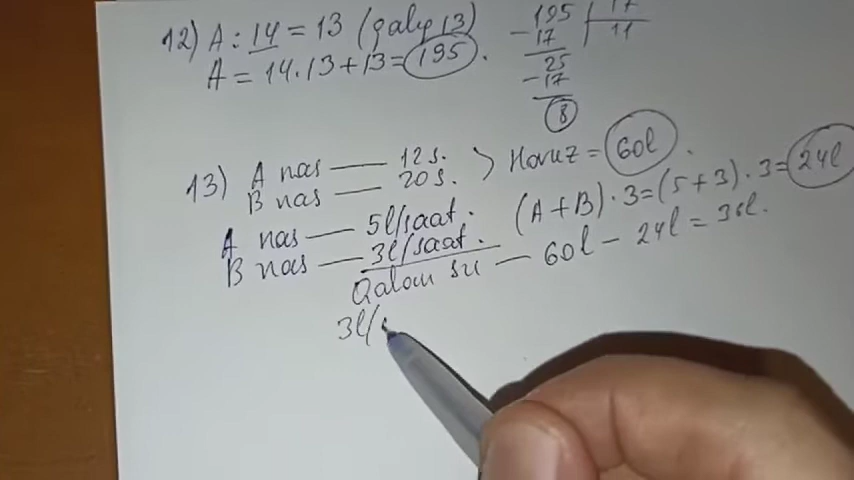 12) A : 14 = 13 (qalıq 13)
A = 14 · 13 + 13 = 195 .
195 | 17
- 17 11
25
- 17
8
13) A nas — 12 s.
B nas — 20 s. > Hovuz = 60l .
A nas — 5l/saat .
B nas — 3l/saat . (A + B) · 3 = (5 + 3) · 3 = 24l
Qalan su — 60l - 24l = 36l.
3l/s